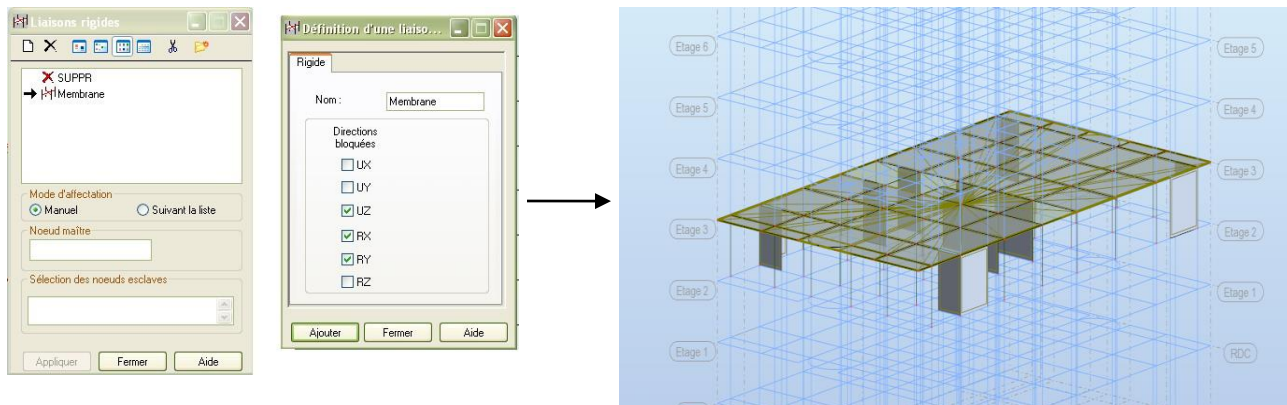 Liaisons rigides
SUPPR
Membrane
Mode d'affectation
Manuel
Suivant la liste
Noeud maître
Sélection des noeuds esclaves
Appliquer
Fermer
Aide
Définition d'une liaiso...
Rigide
Nom :
Membrane
Directions
bloquées
UX
UY
UZ
RX
RY
RZ
Ajouter
Fermer
Aide
Etage 6
Etage 5
Etage 5
Etage 4
Etage 4
Etage 3
Etage 3
Etage 2
Etage 2
Etage 1
Etage 1
RDC